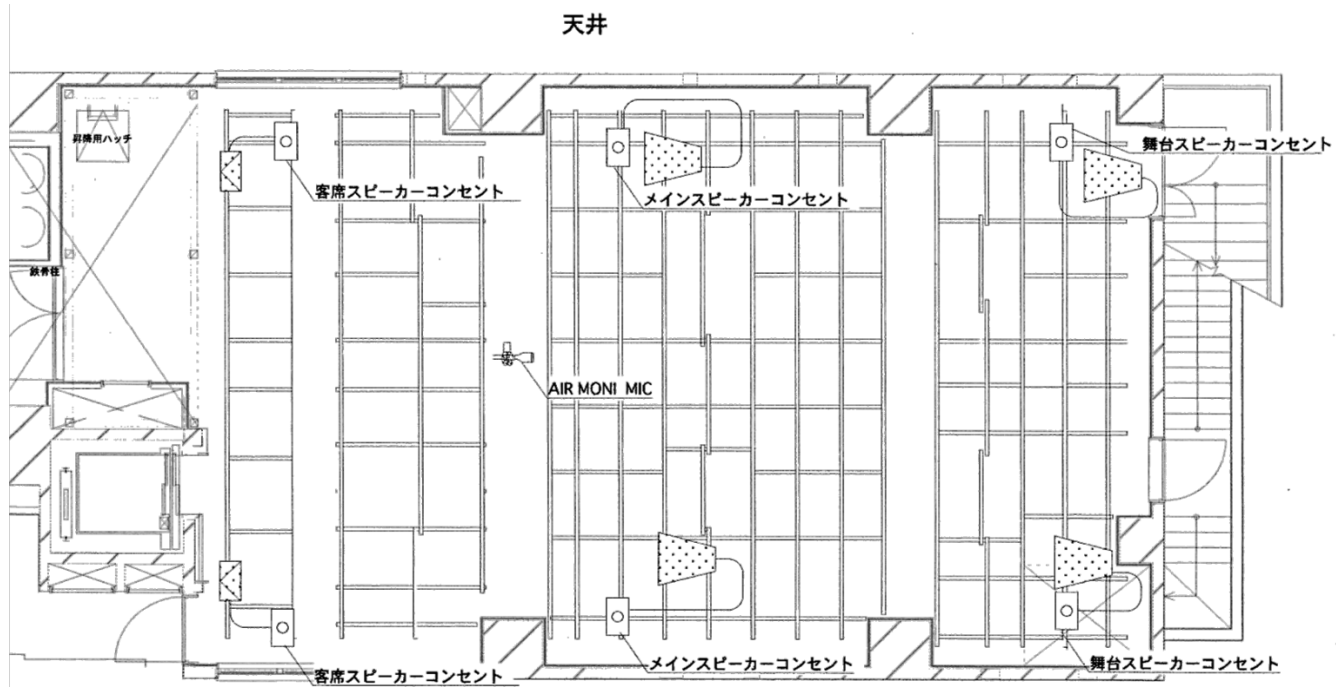 天井
昇降用ハッチ
舞台スピーカーコンセント
客席スピーカーコンセント
メインスピーカーコンセント
鉄骨柱
AIR MONI MIC
メインスピーカーコンセント
舞台スピーカーコンセント
客席スピーカーコンセント